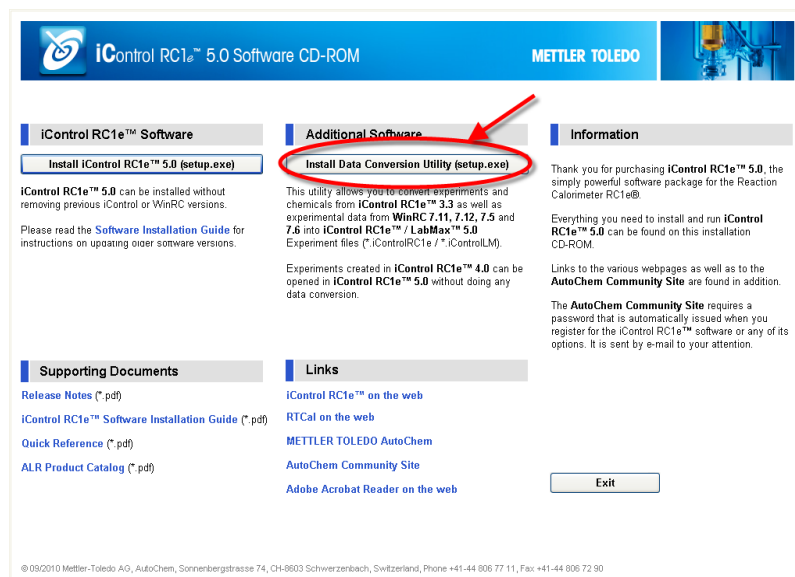 iControl RC1e™ 5.0 Software CD-ROM
METTLER TOLEDO
iControl RC1e™ Software
Install iControl RC1e™ 5.0 (setup.exe)
iControl RC1e™ 5.0 can be installed without
removing previous iControl or WinRC versions.
Please read the Software Installation Guide for
instructions on updating older software versions.
Additional Software
Install Data Conversion Utility (setup.exe)
This utility allows you to convert experiments and
chemicals from iControl RC1e™ 3.3 as well as
experimental data from WinRC 7.11, 7.12, 7.5 and
7.6 into iControl RC1e™ / LabMax™ 5.0
Experiment files (*.iControlRC1e / *.iControlLM).
Experiments created in iControl RC1e™ 4.0 can be
opened in iControl RC1e™ 5.0 without doing any
data conversion.
Information
Thank you for purchasing iControl RC1e™ 5.0, the
simply powerful software package for the Reaction
Calorimeter RC1e®.
Everything you need to install and run iControl
RC1e™ 5.0 can be found on this installation
CD-ROM.
Links to the various webpages as well as to the
AutoChem Community Site are found in addition.
The AutoChem Community Site requires a
password that is automatically issued when you
register for the iControl RC1e™ software or any of its
options. It is sent by e-mail to your attention.
Supporting Documents
Release Notes (*.pdf)
iControl RC1e™ Software Installation Guide (*.pdf)
Quick Reference (*.pdf)
ALR Product Catalog (*.pdf)
Links
iControl RC1e™ on the web
RTCal on the web
METTLER TOLEDO AutoChem
AutoChem Community Site
Adobe Acrobat Reader on the web
Exit
© 09/2010 Mettler-Toledo AG, AutoChem, Sonnenbergstrasse 74, CH-8603 Schwerzenbach, Switzerland, Phone +41-44 806 77 11, Fax +41-44 806 72 90